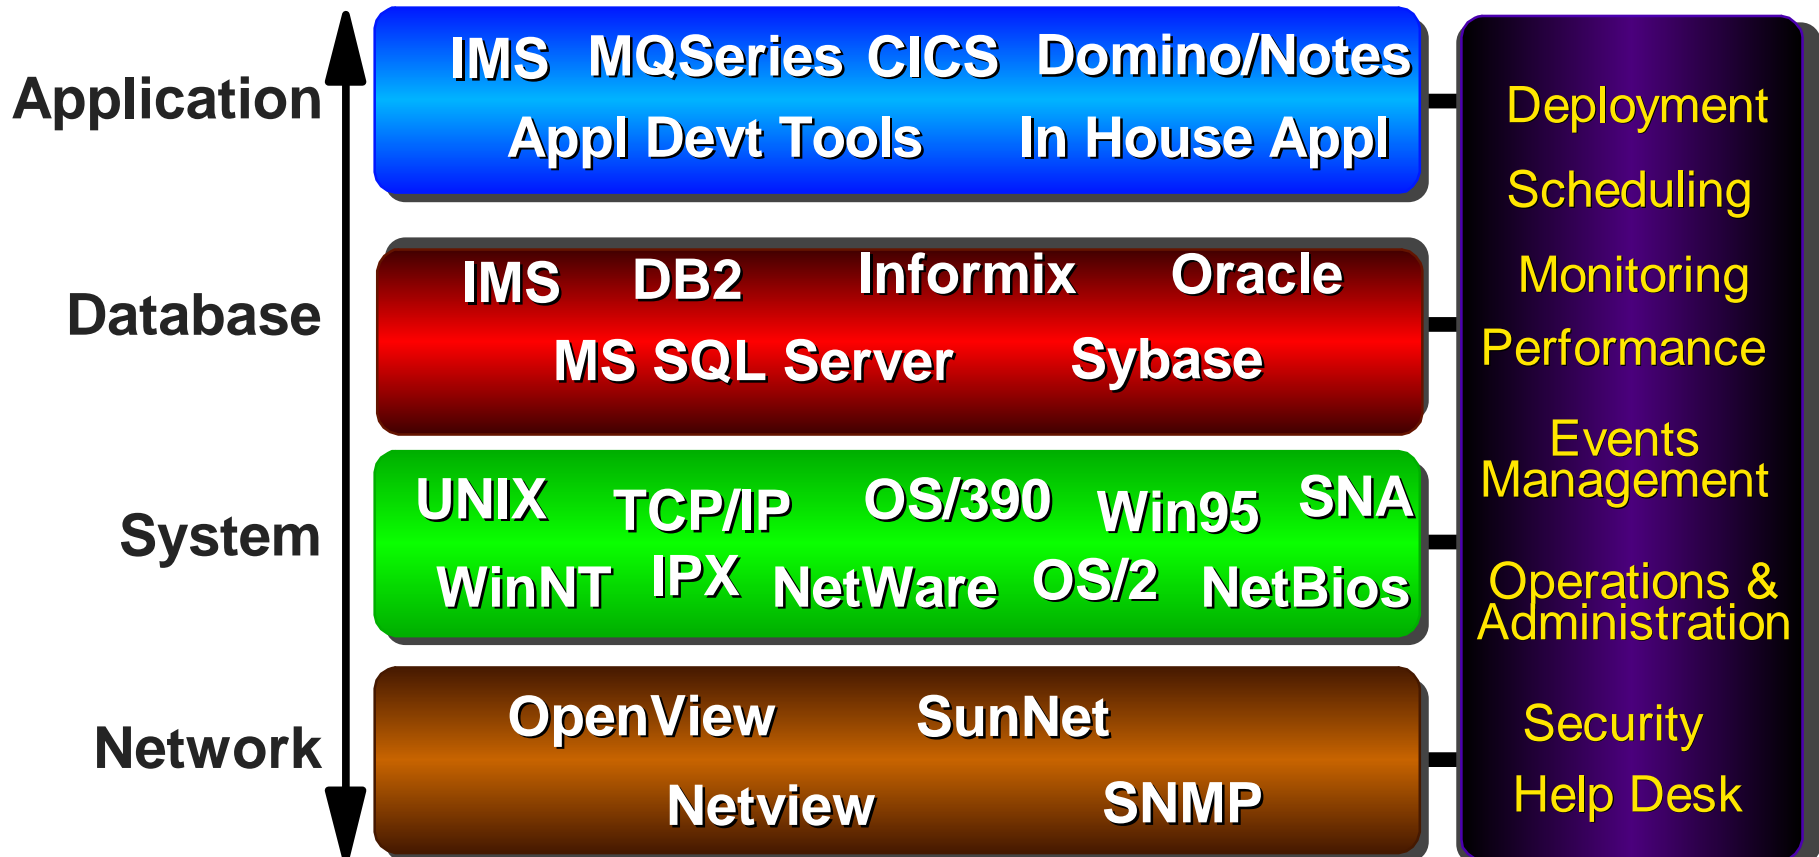 Application
IMS MQSeries CICS Domino/Notes
Appl Devt Tools In House Appl
Database
IMS DB2 Informix Oracle
MS SQL Server Sybase
System
UNIX TCP/IP OS/390 Win95 SNA
WinNT IPX NetWare OS/2 NetBios
Network
OpenView SunNet
Netview SNMP
Deployment
Scheduling
Monitoring
Performance
Events
Management
Operations &
Administration
Security
Help Desk